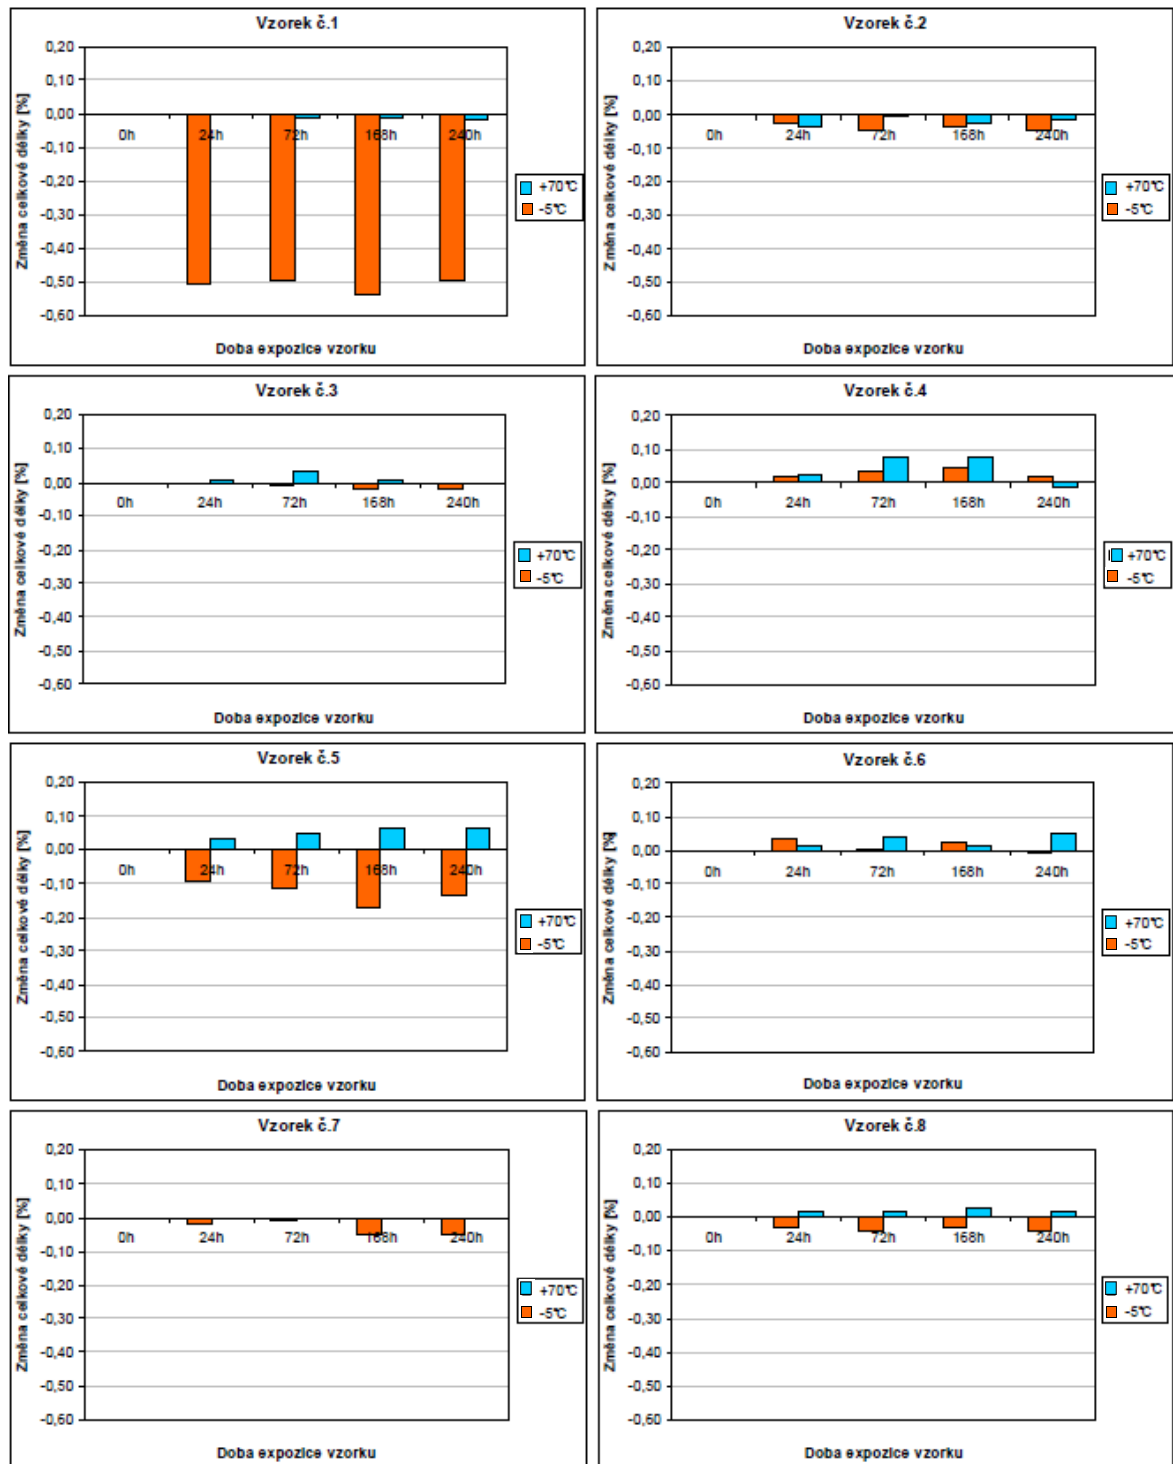 Vzorek č.1
Změna celkové délky [%]
0,20
0,10
0,00
-0,10
-0,20
-0,30
-0,40
-0,50
-0,60
0h 24h 72h 168h 240h
+70°C
-5°C
Doba expozice vzorku
Vzorek č.2
Změna celkové délky [%]
0,20
0,10
0,00
-0,10
-0,20
-0,30
-0,40
-0,50
-0,60
0h 24h 72h 168h 240h
+70°C
-5°C
Doba expozice vzorku
Vzorek č.3
Změna celkové délky [%]
0,20
0,10
0,00
-0,10
-0,20
-0,30
-0,40
-0,50
-0,60
0h 24h 72h 168h 240h
+70°C
-5°C
Doba expozice vzorku
Vzorek č.4
Změna celkové délky [%]
0,20
0,10
0,00
-0,10
-0,20
-0,30
-0,40
-0,50
-0,60
0h 24h 72h 168h 240h
+70°C
-5°C
Doba expozice vzorku
Vzorek č.5
Změna celkové délky [%]
0,20
0,10
0,00
-0,10
-0,20
-0,30
-0,40
-0,50
-0,60
0h 24h 72h 168h 240h
+70°C
-5°C
Doba expozice vzorku
Vzorek č.6
Změna celkové délky [%]
0,20
0,10
0,00
-0,10
-0,20
-0,30
-0,40
-0,50
-0,60
0h 24h 72h 168h 240h
+70°C
-5°C
Doba expozice vzorku
Vzorek č.7
Změna celkové délky [%]
0,20
0,10
0,00
-0,10
-0,20
-0,30
-0,40
-0,50
-0,60
0h 24h 72h 168h 240h
+70°C
-5°C
Doba expozice vzorku
Vzorek č.8
Změna celkové délky [%]
0,20
0,10
0,00
-0,10
-0,20
-0,30
-0,40
-0,50
-0,60
0h 24h 72h 168h 240h
+70°C
-5°C
Doba expozice vzorku